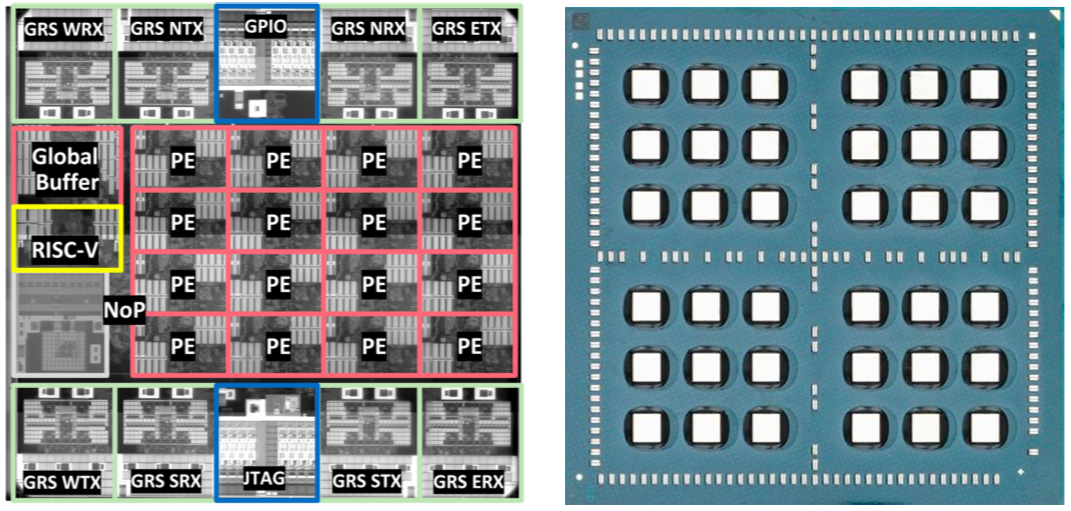 GRS WRX
GRS NTX
GPIO
GRS NRX
GRS ETX
Global
Buffer
PE
PE
PE
PE
RISC-V
PE
PE
PE
PE
NoP
PE
PE
PE
PE
PE
PE
PE
PE
GRS WTX
GRS SRX
JTAG
GRS STX
GRS ERX